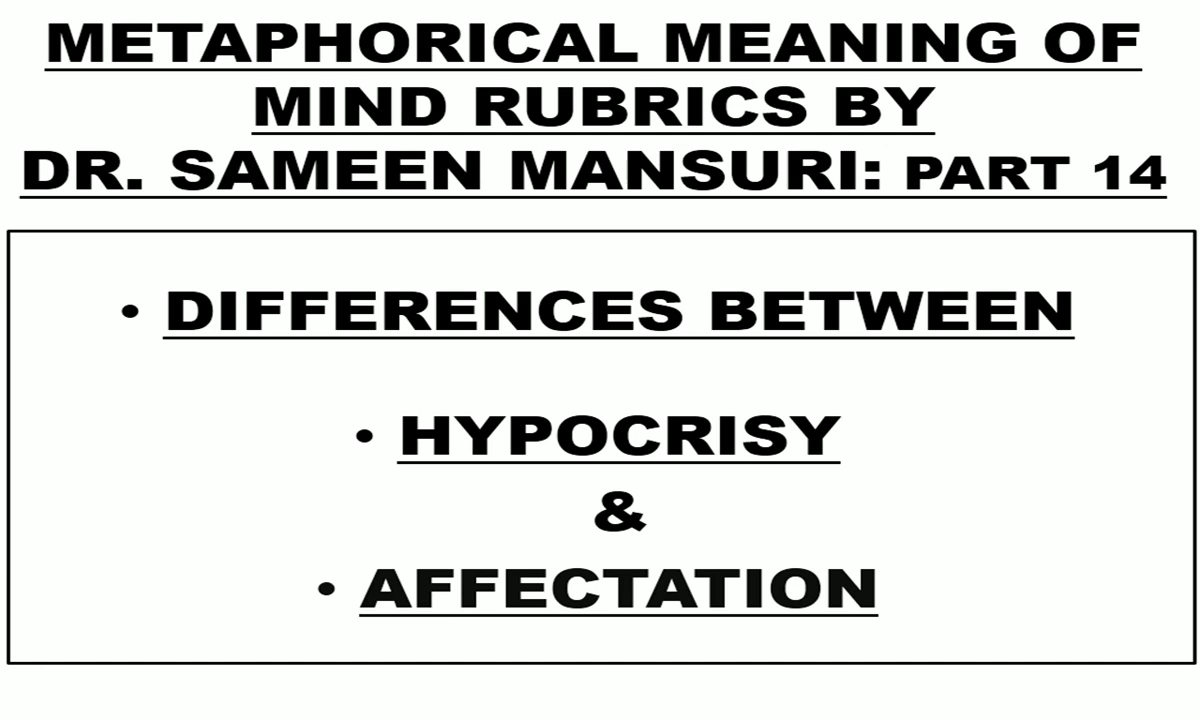 METAPHORICAL MEANING OF
MIND RUBRICS BY
DR. SAMEEN MANSURI: PART 14
• DIFFERENCES BETWEEN
• HYPOCRISY
&
• AFFECTATION